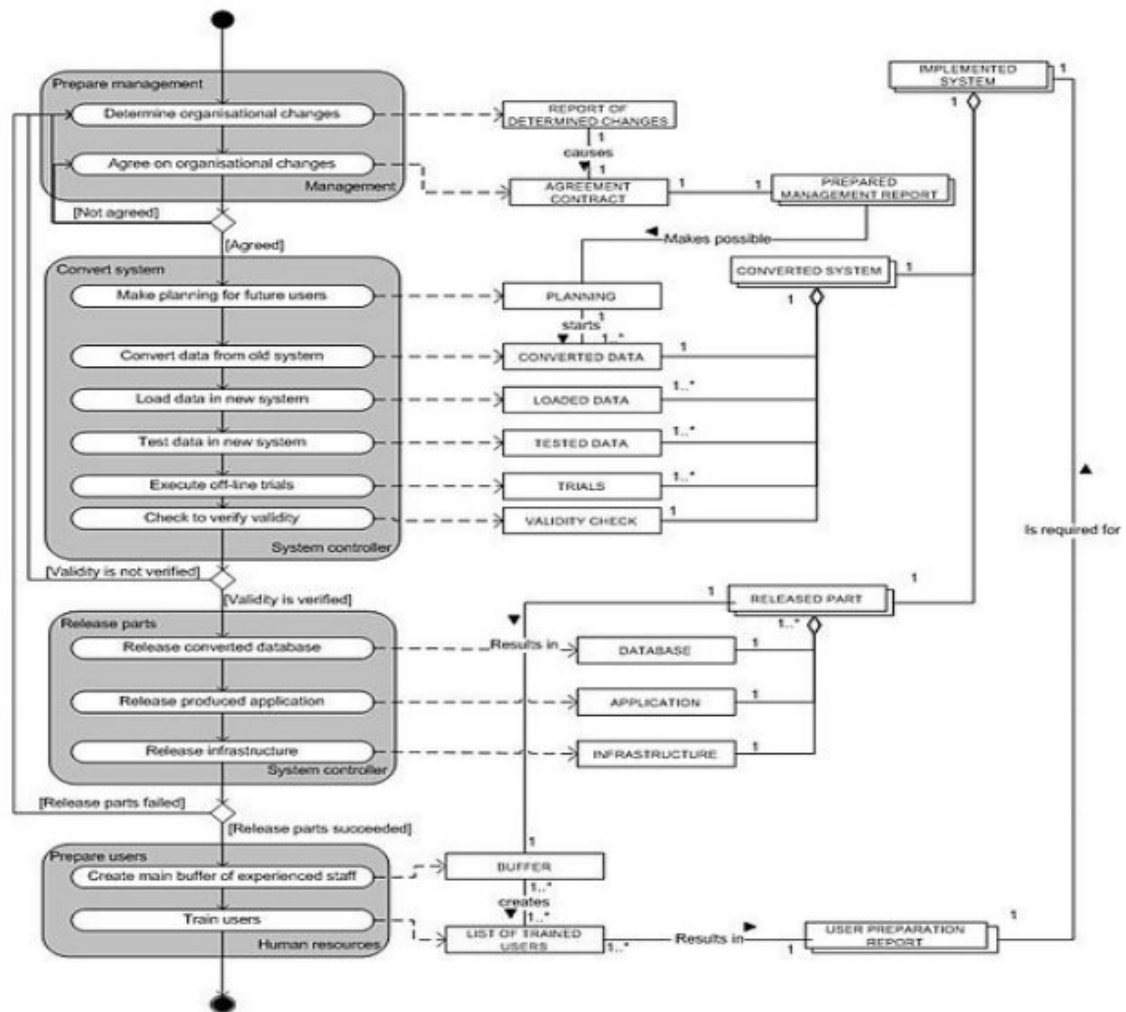 Prepare management
Determine organisational changes
Agree on organisational changes
Management
[Not agreed]
[Agreed]
Convert system
Make planning for future users
Convert data from old system
Load data in new system
Test data in new system
Execute off-line trials
Check to verify validity
System controller
[Validity is not verified]
[Validity is verified]
Release parts
Release converted database
Release produced application
Release infrastructure
System controller
[Release parts failed]
[Release parts succeeded]
Prepare users
Create main buffer of experienced staff
Train users
Human resources
REPORT OF
DETERMINED CHANGES
1
causes
1
AGREEMENT
CONTRACT
1
1
PREPARED
MANAGEMENT REPORT
Makes possible
PLANNING
1
starts
1..*
CONVERTED DATA
1
LOADED DATA
1..*
TESTED DATA
1..*
TRIALS
1..*
VALIDITY CHECK
1
CONVERTED SYSTEM
1
1
IMPLEMENTED
SYSTEM
1
1
Is required for
RELEASED PART
1
1
1..*
Results in
DATABASE
1
APPLICATION
1
INFRASTRUCTURE
1
1
BUFFER
1..*
creates
1..*
LIST OF TRAINED
USERS
1..*
Results in
1
USER PREPARATION
REPORT
1